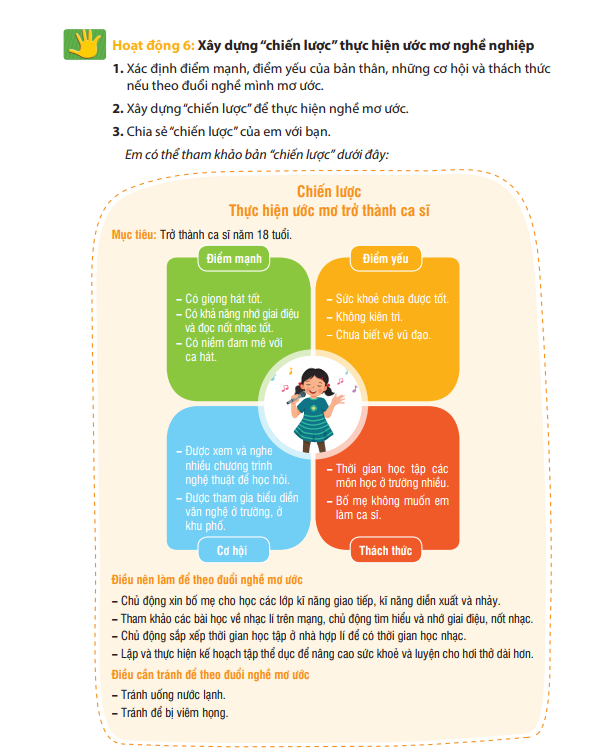 Hoạt động 6: Xây dựng “chiến lược” thực hiện ước mơ nghề nghiệp
1. Xác định điểm mạnh, điểm yếu của bản thân, những cơ hội và thách thức
nếu theo đuổi nghề mình mơ ước.
2. Xây dựng “chiến lược” để thực hiện nghề mơ ước.
3. Chia sẻ “chiến lược” của em với bạn.
Em có thể tham khảo bản “chiến lược” dưới đây:
Chiến lược
Thực hiện ước mơ trở thành ca sĩ
Mục tiêu: Trở thành ca sĩ năm 18 tuổi.
Điểm mạnh
– Có giọng hát tốt.
– Có khả năng nhớ giai điệu
và đọc nốt nhạc tốt.
– Có niềm đam mê với
ca hát.
Điểm yếu
– Sức khoẻ chưa được tốt.
– Không kiên trì.
– Chưa biết về vũ đạo.
– Được xem và nghe
nhiều chương trình
nghệ thuật để học hỏi.
– Được tham gia biểu diễn
văn nghệ ở trường, ở
khu phố.
Cơ hội
– Thời gian học tập các
môn học ở trường nhiều.
– Bố mẹ không muốn em
làm ca sĩ.
Thách thức
Điều nên làm để theo đuổi nghề mơ ước
– Chủ động xin bố mẹ cho học các lớp kĩ năng giao tiếp, kĩ năng diễn xuất và nhảy.
– Tham khảo các bài học về nhạc lí trên mạng, chủ động tìm hiểu và nhớ giai điệu, nốt nhạc.
– Chủ động sắp xếp thời gian học tập ở nhà hợp lí để có thời gian học nhạc.
– Lập và thực hiện kế hoạch tập thể dục để nâng cao sức khoẻ và luyện cho hơi thở dài hơn.
Điều cần tránh để theo đuổi nghề mơ ước
– Tránh uống nước lạnh.
– Tránh để bị viêm họng.